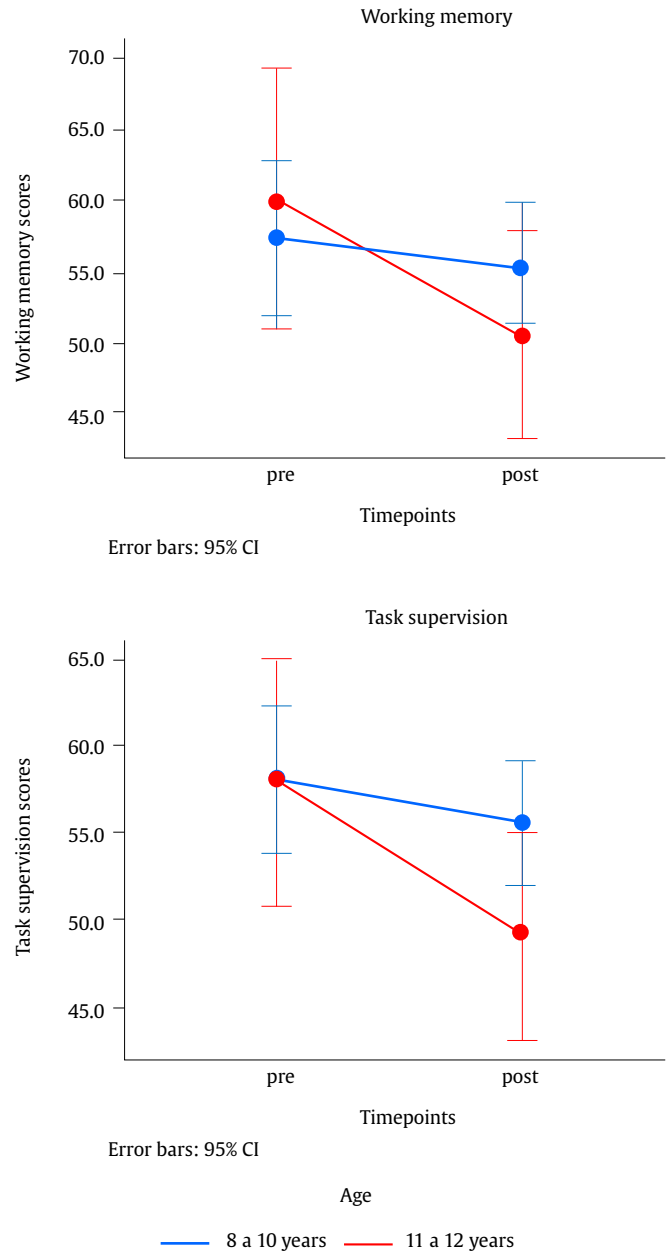 Working memory
70.0
65.0
60.0
55.0
50.0
45.0
Working memory scores
pre post
Timepoints
Error bars: 95% CI
Task supervision
65.0
60.0
55.0
50.0
45.0
Task supervision scores
pre post
Timepoints
Error bars: 95% CI
Age
8 a 10 years 11 a 12 years